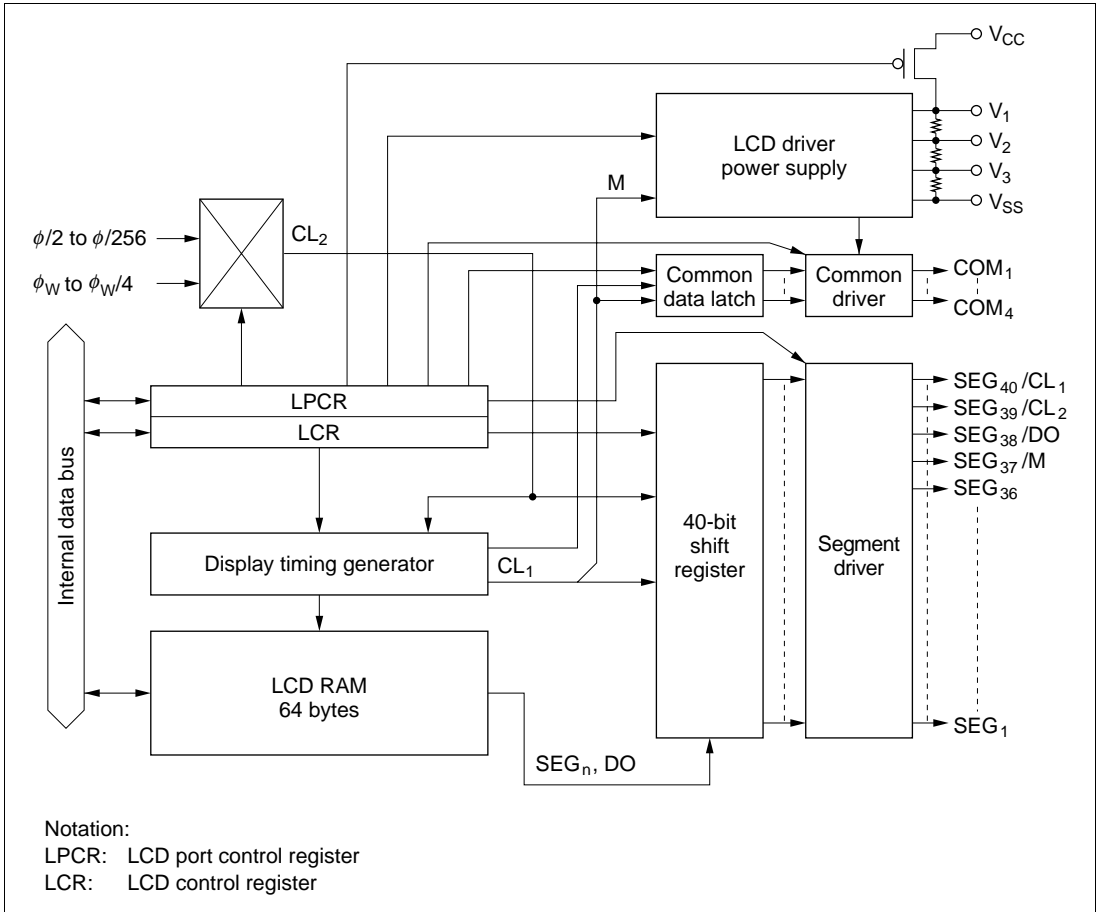 V_CC
V_1
V_2
V_3
V_SS
LCD driver
power supply
M
CL_2
ϕ/2 to ϕ/256
ϕ_W to ϕ_W/4
Common
data latch
Common
driver
COM_1
COM_4
LPCR
LCR
Internal data bus
SEG_40/CL_1
SEG_39/CL_2
SEG_38/DO
SEG_37/M
SEG_36
40-bit
shift
register
Segment
driver
Display timing generator
CL_1
LCD RAM
64 bytes
SEG_n, DO
SEG_1
Notation:
LPCR: LCD port control register
LCR: LCD control register